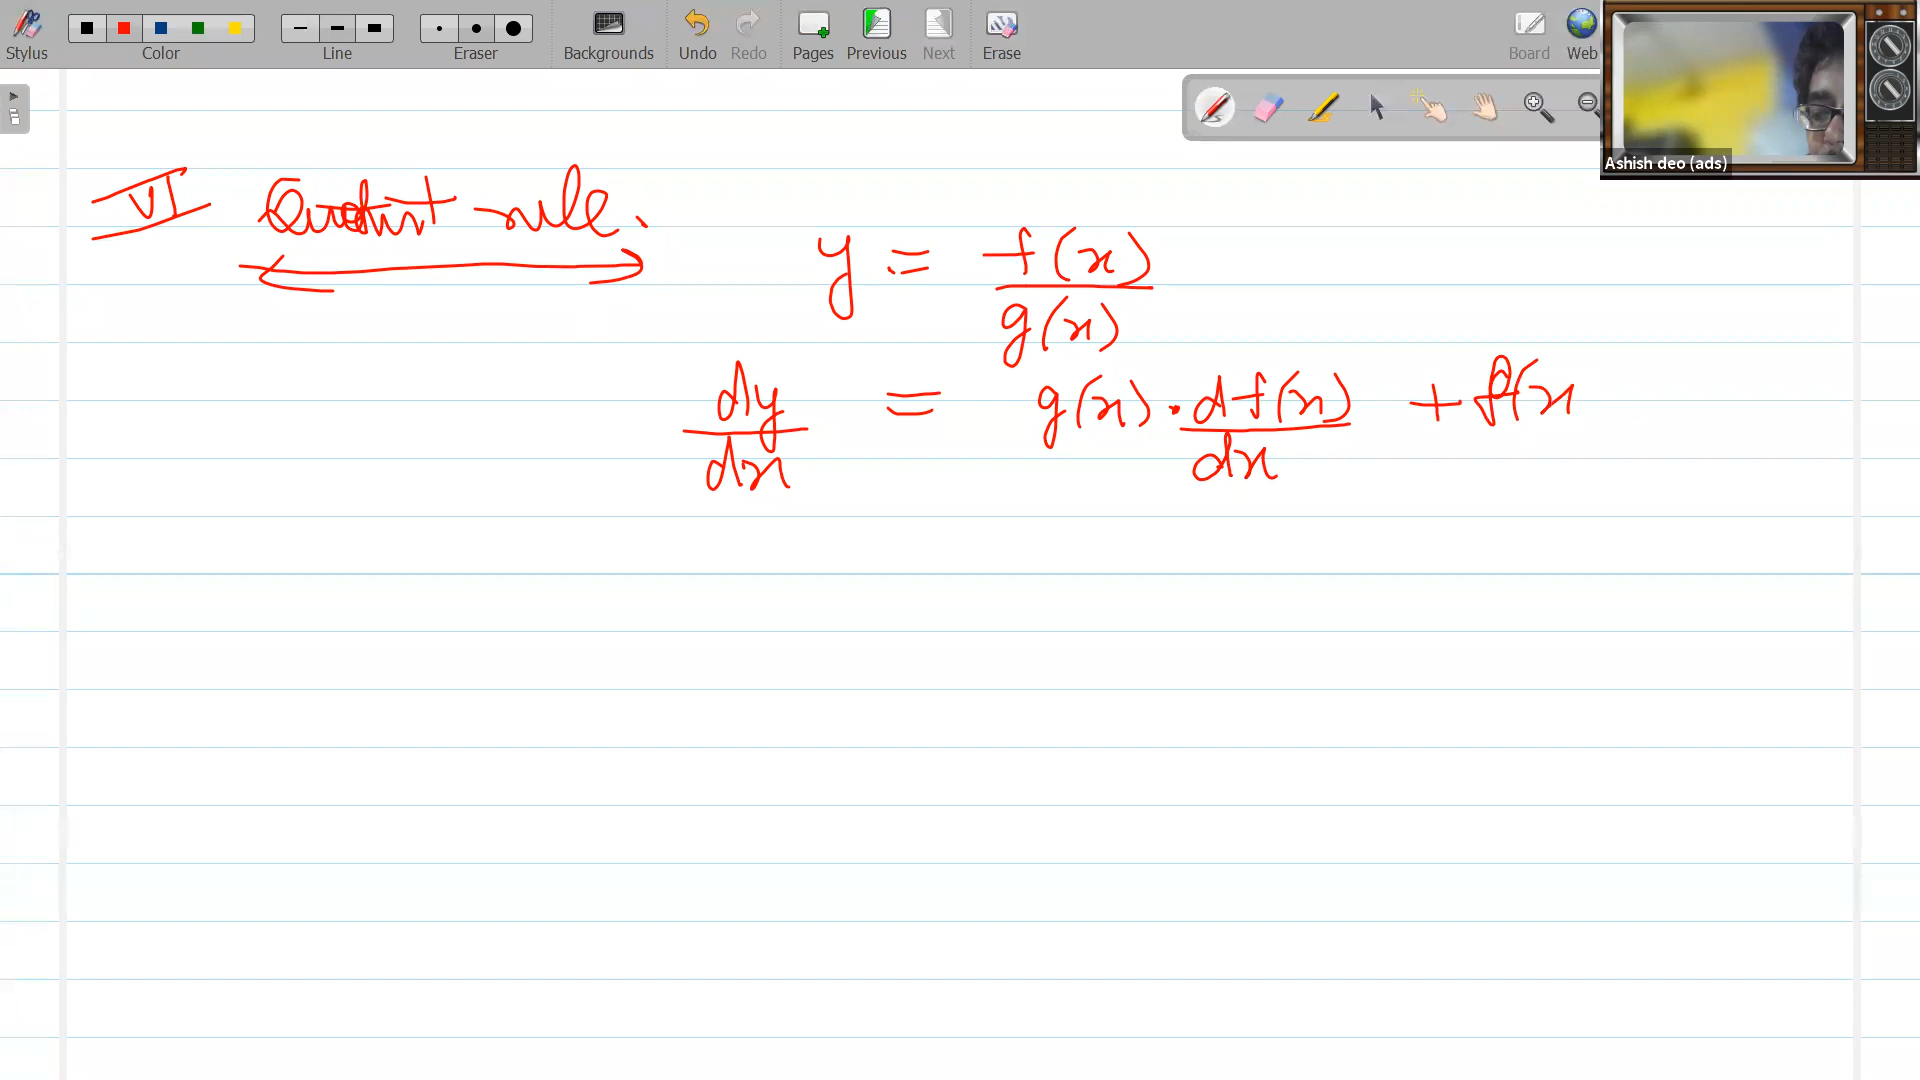 Stylus Color Line Eraser Backgrounds Undo Redo Pages Previous Next Erase Board Web
Ashish deo (ads)
VI Quotient rule.
y = f(x)
g(x)
dy = g(x) · d f(x) + f(x
dx dx